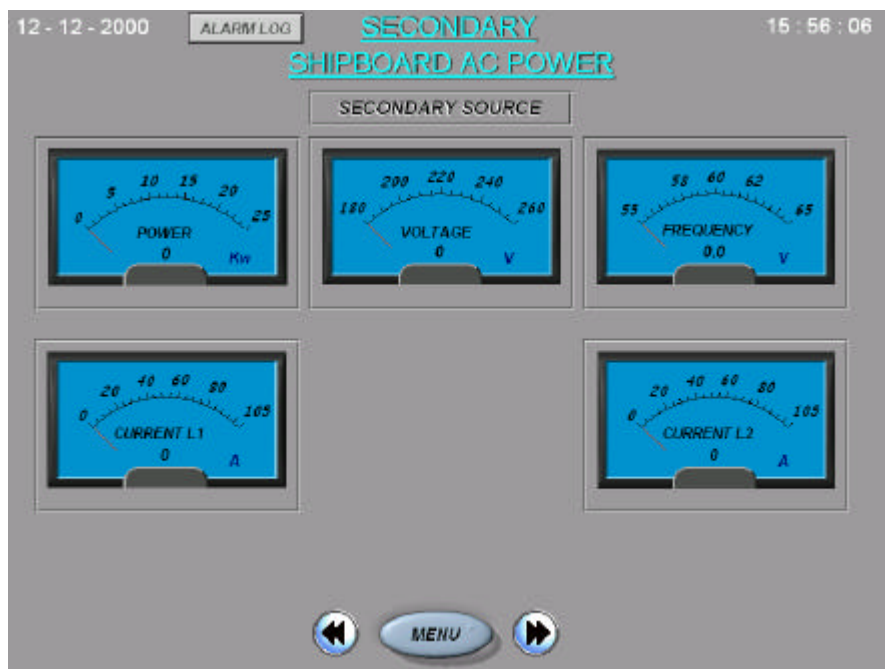 12 - 12 - 2000
ALARM LOG
SECONDARY
15 : 56 : 06
SHIPBOARD AC POWER
SECONDARY SOURCE
0 5 10 15 20 25
POWER
0
Kw
180 200 220 240 260
VOLTAGE
0
V
55 58 60 62 65
FREQUENCY
0.0
V
0 20 40 60 80 105
CURRENT L1
0
A
0 20 40 60 80 105
CURRENT L2
0
A
MENU